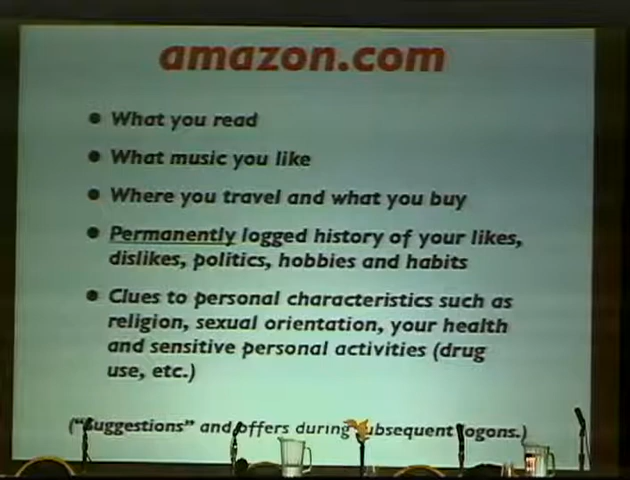 amazon.com
● What you read
● What music you like
● Where you travel and what you buy
● Permanently logged history of your likes,
dislikes, politics, hobbies and habits
● Clues to personal characteristics such as
religion, sexual orientation, your health
and sensitive personal activities (drug
use, etc.)
("Suggestions" and offers during subsequent logons.)